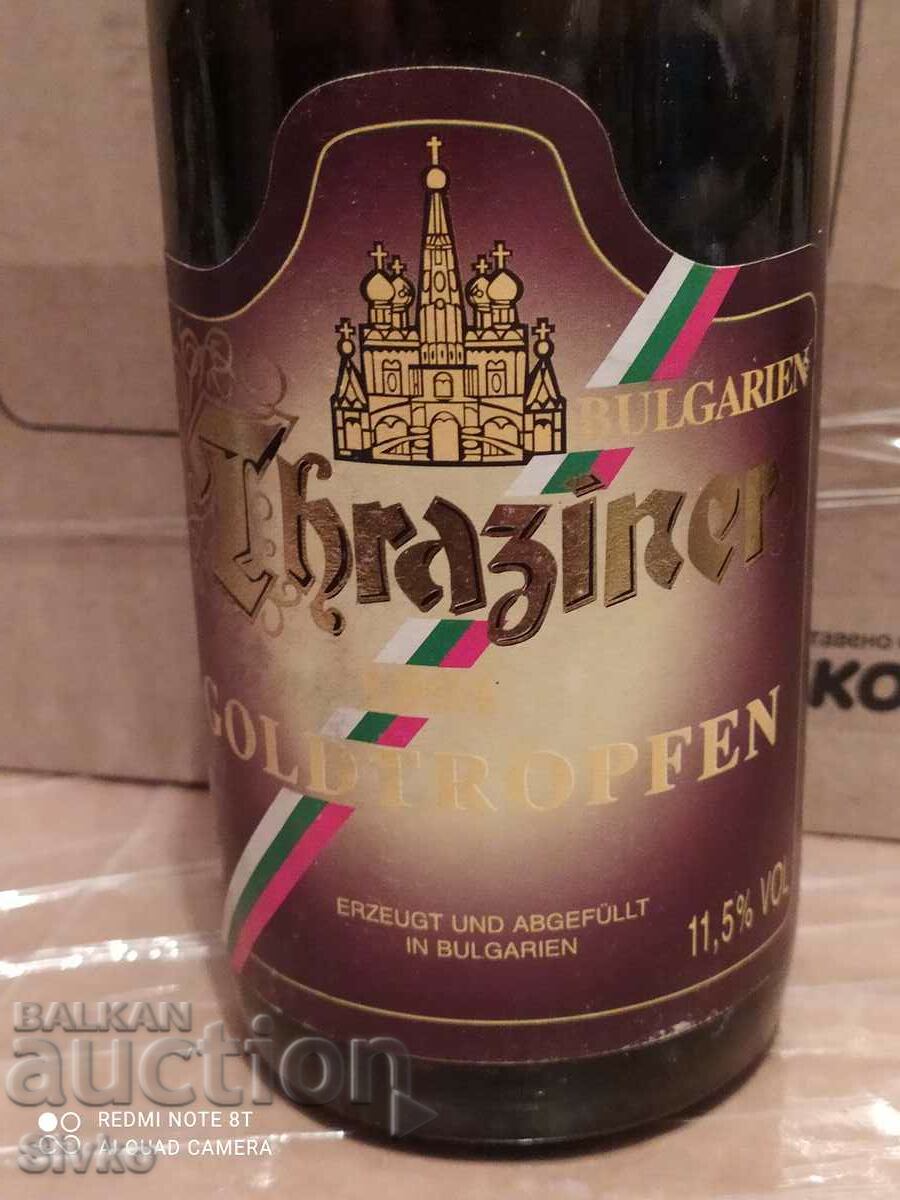 BULGARIEN
Thraziner
GOLDTROPFEN
ERZEUGT UND ABGEFÜLLT
IN BULGARIEN
11,5% VOL
BALKAN
auction
REDMI NOTE 8T
AI QUAD CAMERA
Sivko